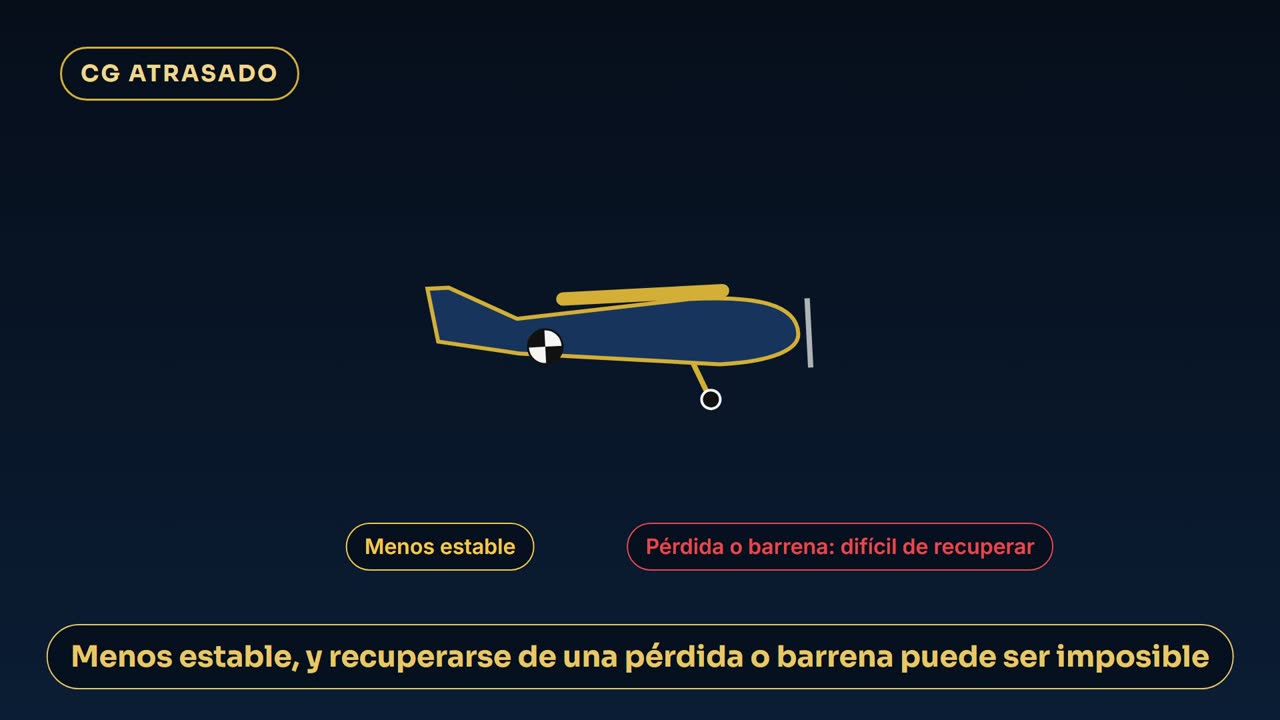 CG ATRASADO
Menos estable
Pérdida o barrena: difícil de recuperar
Menos estable, y recuperarse de una pérdida o barrena puede ser imposible